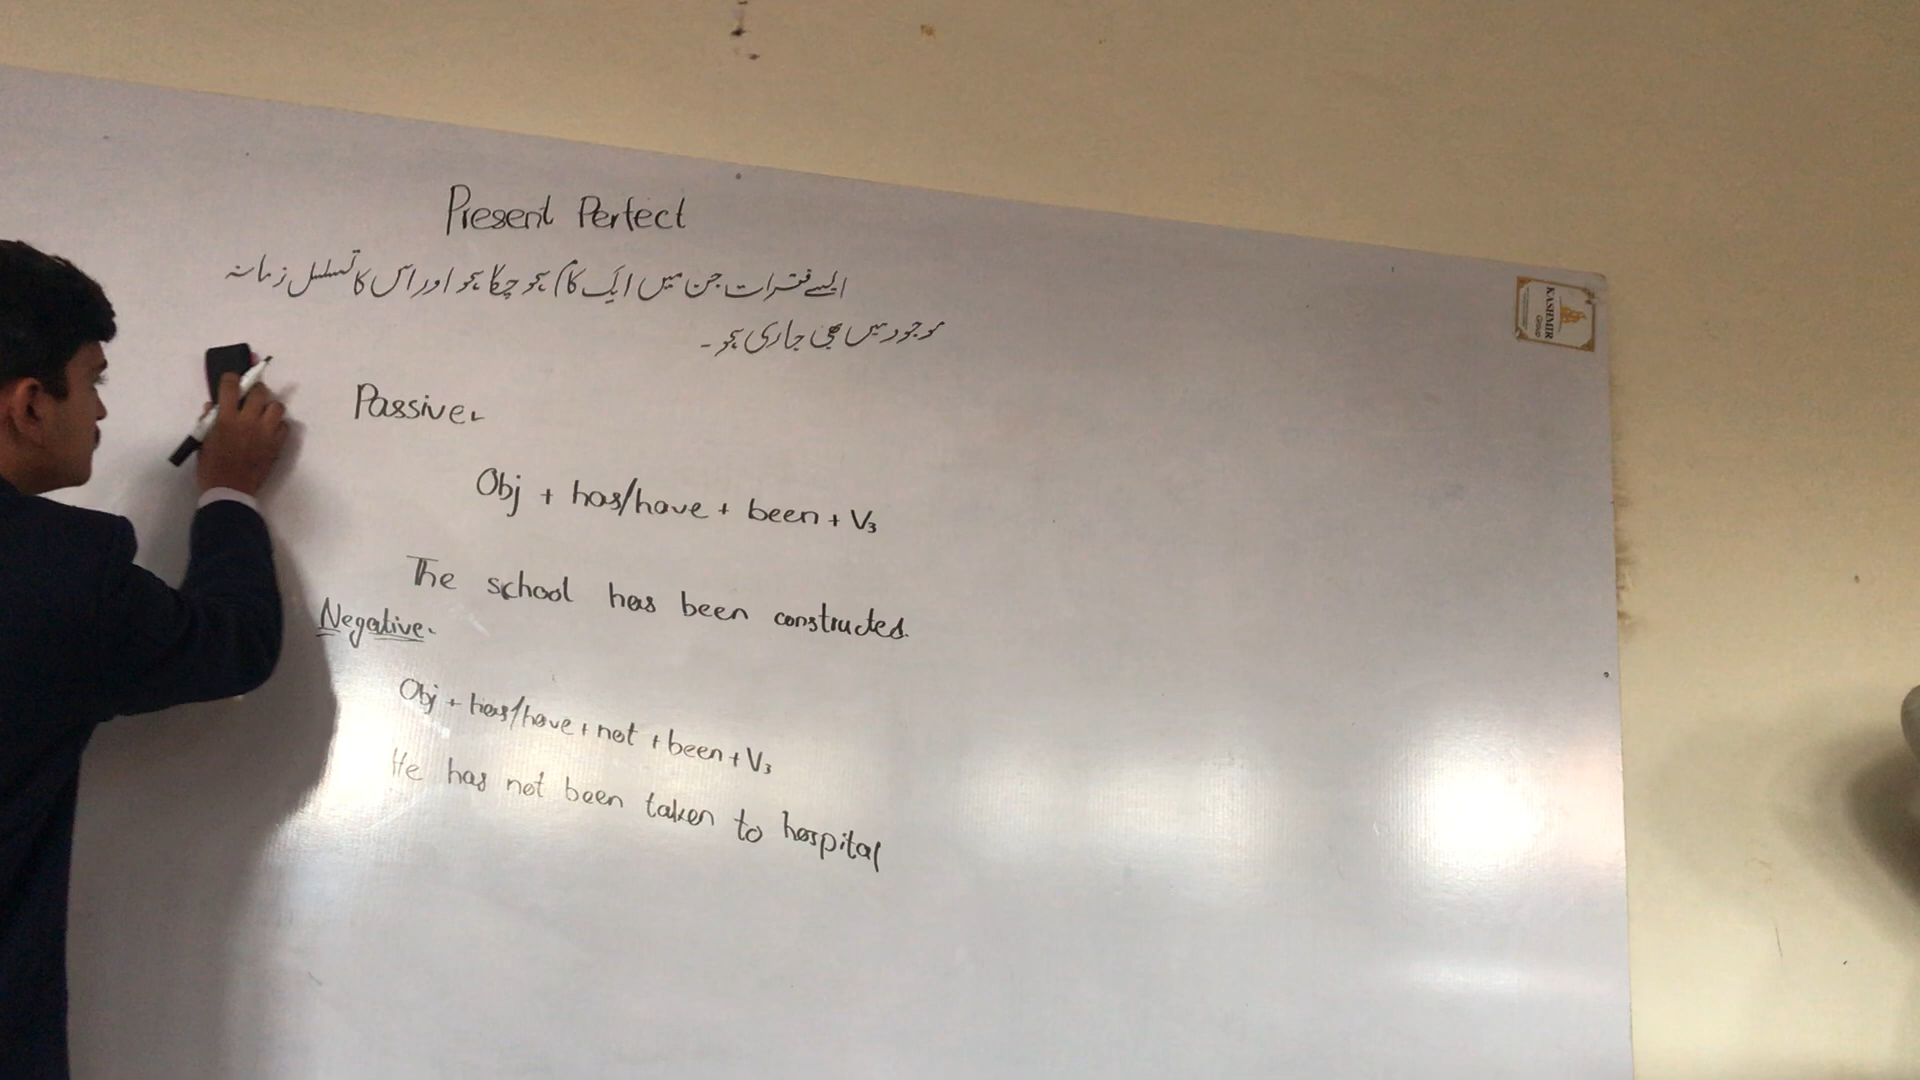 Present Perfect
ایسے فقرات جن میں ایک کام ہو چکا ہو اور اس کا تسلسل زمانہ
موجود میں بھی جاری ہو۔
Passive
Obj + has/have + been + V₃
The school has been constructed.
Negative
Obj + has/have + not + been + V₃
He has not been taken to hospital
KASHMIR
Group